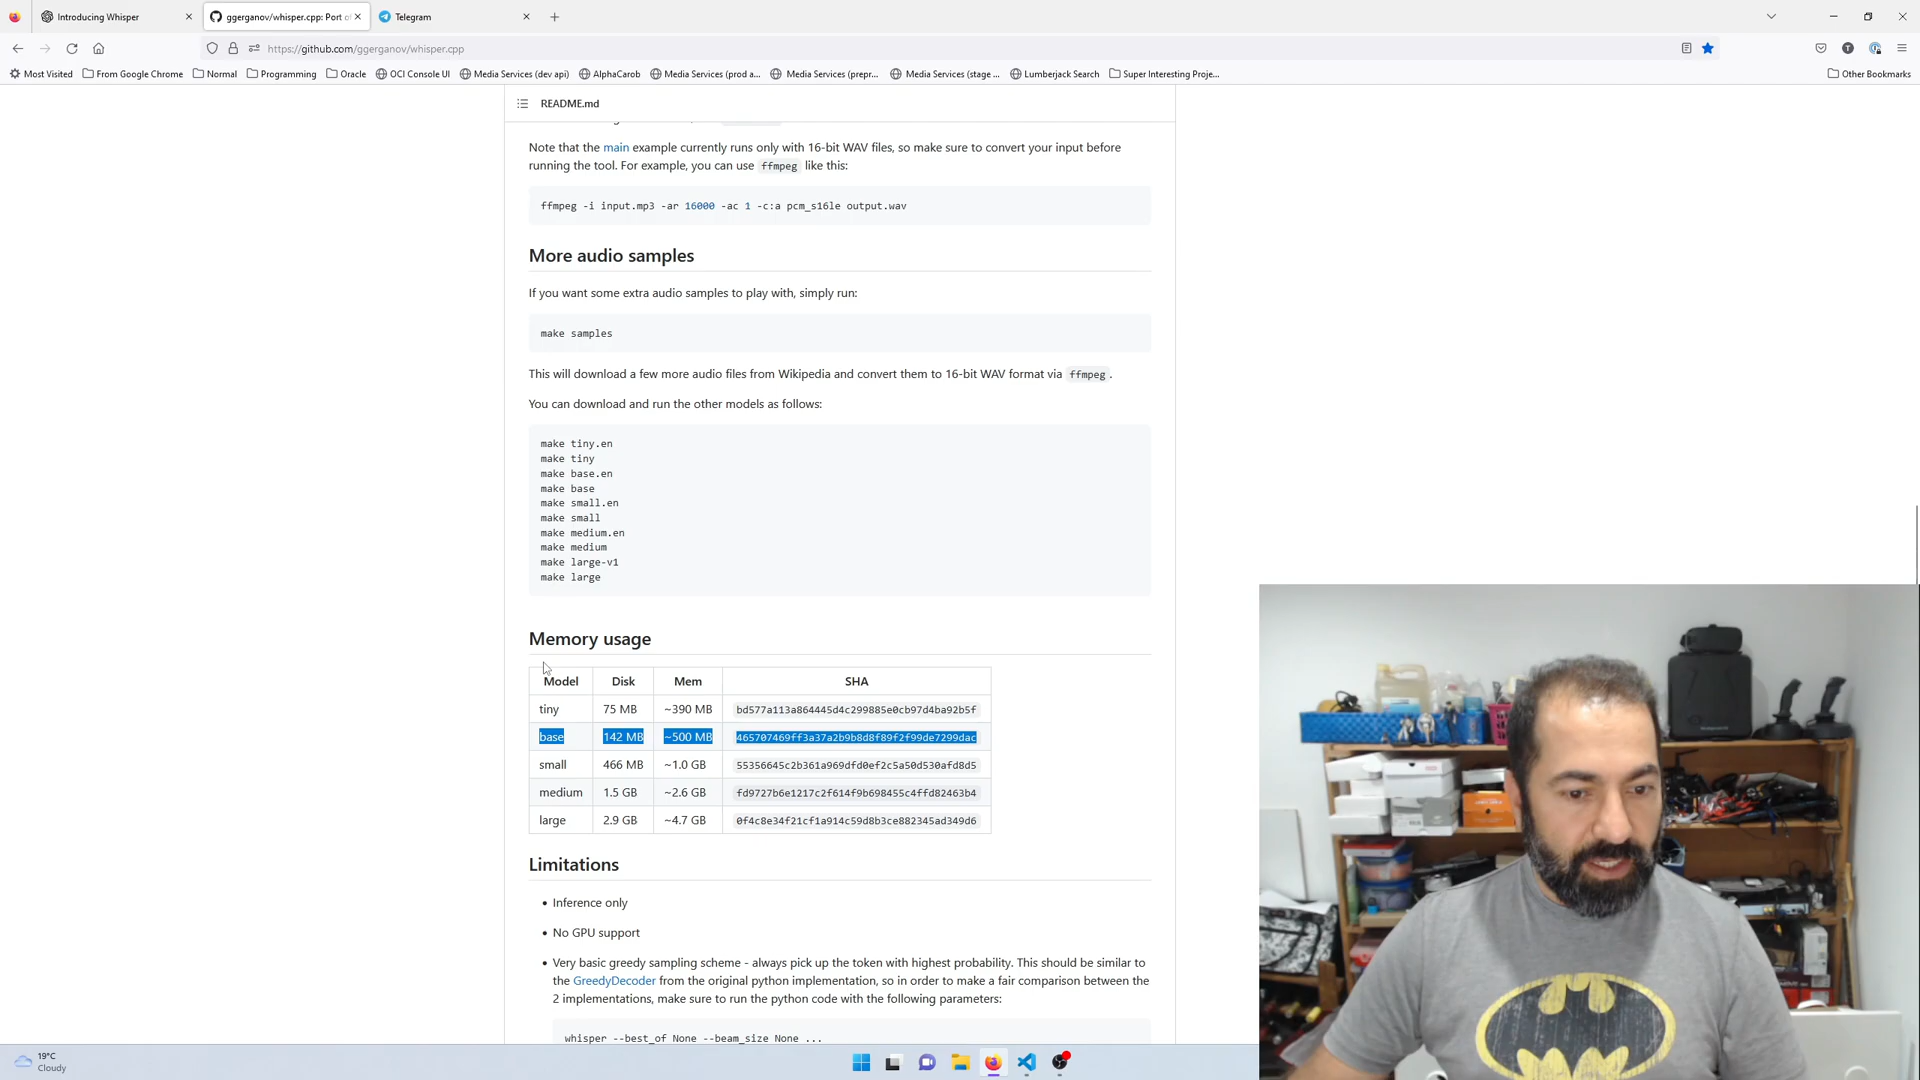 Introducing Whisper
ggerganov/whisper.cpp: Port of
Telegram
https://github.com/ggerganov/whisper.cpp
Most Visited
From Google Chrome
Normal
Programming
Oracle
OCI Console UI
Media Services (dev api)
AlphaCarob
Media Services (prod a...
Media Services (prepr...
Media Services (stage ...
Lumberjack Search
Super Interesting Proje...
Other Bookmarks
README.md
Note that the main example currently runs only with 16-bit WAV files, so make sure to convert your input before
running the tool. For example, you can use ffmpeg like this:
ffmpeg -i input.mp3 -ar 16000 -ac 1 -c:a pcm_s16le output.wav
More audio samples
If you want some extra audio samples to play with, simply run:
make samples
This will download a few more audio files from Wikipedia and convert them to 16-bit WAV format via ffmpeg.
You can download and run the other models as follows:
make tiny.en
make tiny
make base.en
make base
make small.en
make small
make medium.en
make medium
make large-v1
make large
Memory usage
Model Disk Mem SHA
tiny 75 MB ~390 MB bd577a113a864445d4c299885e0cb97d4ba92b5f
base 142 MB ~500 MB 465707469ff3a37a2b9b8d8f89f2f99de7299dac
small 466 MB ~1.0 GB 55356645c2b361a969dfd0ef2c5a50d530afd8d5
medium 1.5 GB ~2.6 GB fd9727b6e1217c2f614f9b698455c4ffd82463b4
large 2.9 GB ~4.7 GB 0f4c8e34f21cf1a914c59d8b3ce882345ad349d6
Limitations
• Inference only
• No GPU support
• Very basic greedy sampling scheme - always pick up the token with highest probability. This should be similar to
the GreedyDecoder from the original python implementation, so in order to make a fair comparison between the
2 implementations, make sure to run the python code with the following parameters:
whisper --best_of None --beam_size None ...
19°C
Cloudy